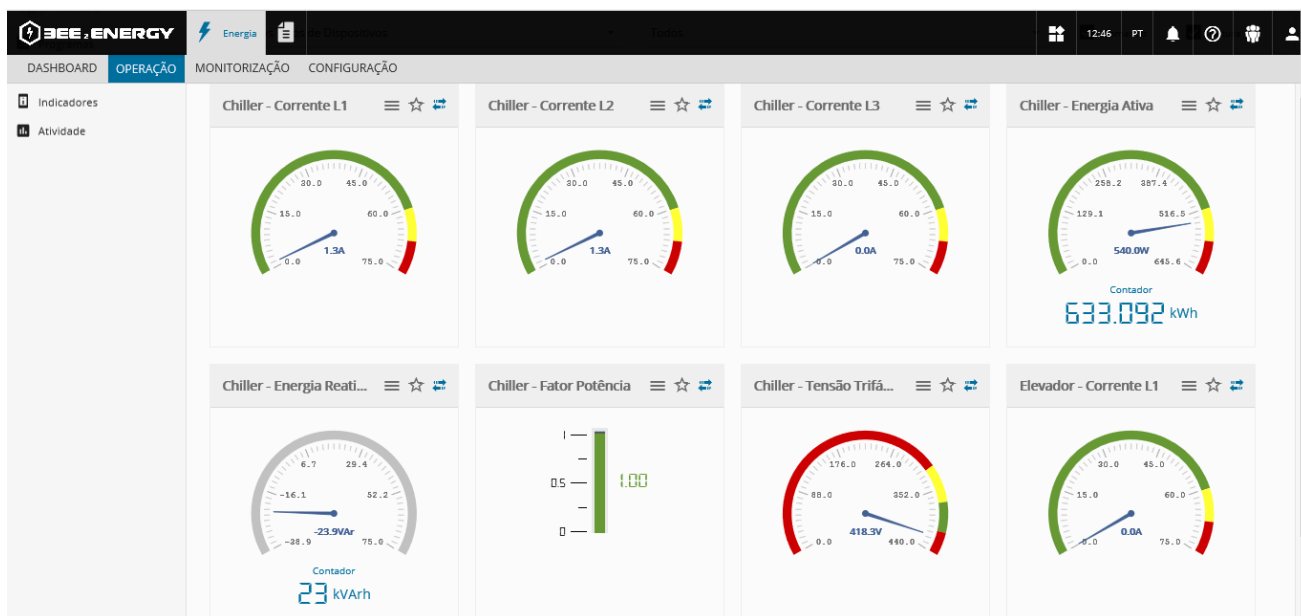 BEE2ENERGY
Energia
12:46
PT
DASHBOARD
OPERAÇÃO
MONITORIZAÇÃO
CONFIGURAÇÃO
Indicadores
Atividade
Chiller - Corrente L1
0.0
15.0
30.0
45.0
60.0
75.0
1.3A
Chiller - Corrente L2
0.0
15.0
30.0
45.0
60.0
75.0
1.3A
Chiller - Corrente L3
0.0
15.0
30.0
45.0
60.0
75.0
0.0A
Chiller - Energia Ativa
0.0
129.1
258.2
387.4
516.5
645.6
540.0W
Contador
633.092 kWh
Chiller - Energia Reati...
-38.9
-16.1
6.7
29.4
52.2
75.0
-23.9VAr
Contador
23 kVArh
Chiller - Fator Potência
1
0.5
0
1.00
Chiller - Tensão Trifá...
0.0
88.0
176.0
264.0
352.0
440.0
418.3V
Elevador - Corrente L1
0.0
15.0
30.0
45.0
60.0
75.0
0.0A